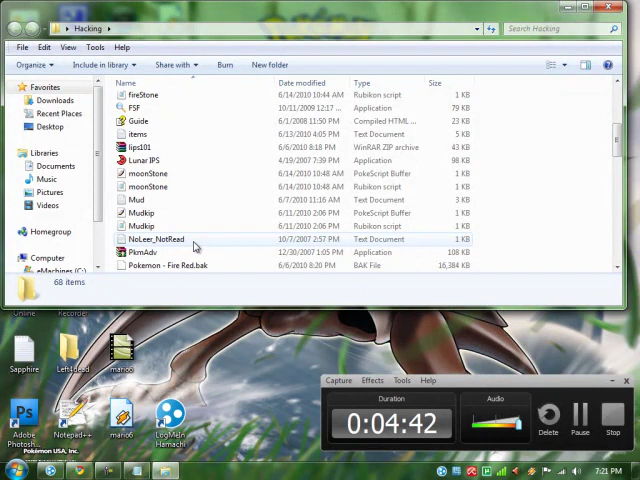 Hacking
Search Hacking
File Edit View Tools Help
Organize Include in library Share with Burn New folder
Name Date modified Type Size
Favorites
Downloads
Recent Places
Desktop
Libraries
Documents
Music
Pictures
Videos
Homegroup
Computer
eMachines (C:)
fireStone 6/14/2010 10:44 AM Rubikon script 1 KB
FSF 10/11/2009 12:17 ... Application 79 KB
Guide 6/1/2008 11:50 PM Compiled HTML ... 23 KB
items 6/13/2010 4:05 PM Text Document 5 KB
lips101 6/6/2010 8:18 PM WinRAR ZIP archive 43 KB
Lunar IPS 4/19/2007 7:39 PM Application 98 KB
moonStone 6/14/2010 10:48 AM PokeScript Buffer 1 KB
moonStone 6/14/2010 10:48 AM Rubikon script 1 KB
Mud 6/7/2010 11:16 AM Text Document 3 KB
Mudkip 6/11/2010 2:06 PM PokeScript Buffer 1 KB
Mudkip 6/11/2010 2:06 PM Rubikon script 1 KB
NoLeer_NotRead 10/7/2007 2:57 PM Text Document 1 KB
PkmAdv 12/30/2007 1:05 PM Application 108 KB
Pokemon - Fire Red.bak 6/6/2010 8:20 PM BAK File 16,384 KB
68 items
Online
Recorder
Sapphire
Left4dead
mario6
Adobe Photosh...
Notepad++
mario6
LogMeIn Hamachi
Pokémon USA, Inc.
Capture Effects Tools Help
Duration
0:04:42
Audio
Delete Pause Stop
7:21 PM